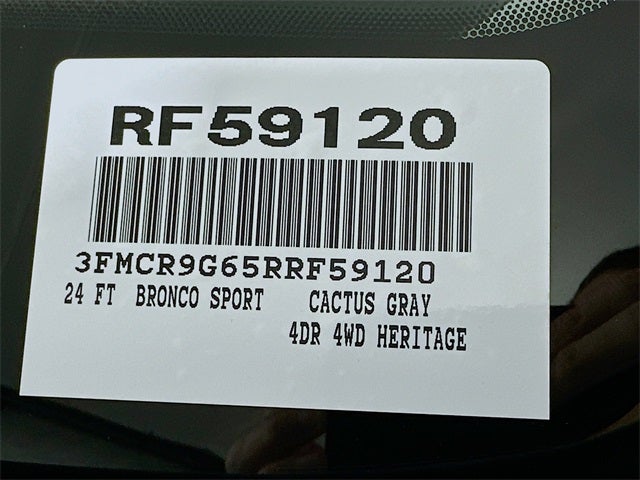 RF59120
3FMCR9G65RRF59120
24 FT BRONCO SPORT CACTUS GRAY
4DR 4WD HERITAGE